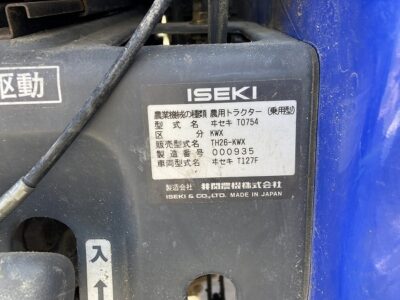 駆動
ISEKI
農業機械の種類 農用トラクター(乗用型)
型式名 ヰセキ T0754
区分 KWX
販売型式名 TH26-KWX
製造番号 000935
車両型式名 ヰセキ T127F
製造会社 井関農機株式会社
ISEKI & CO., LTD. MADE IN JAPAN
入